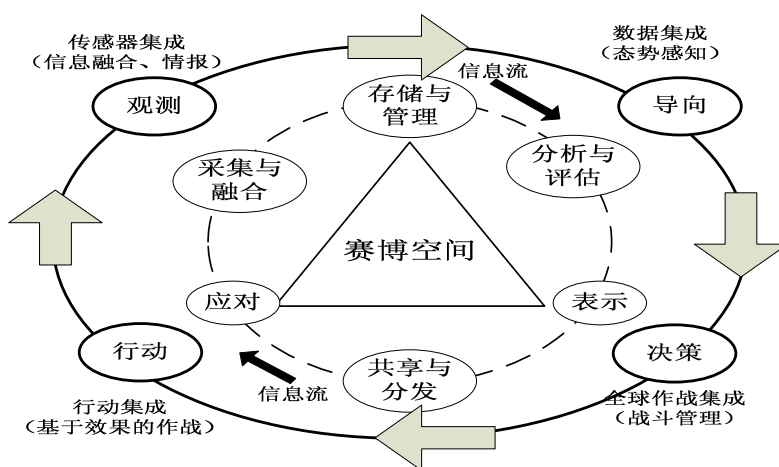 传感器集成
（信息融合、情报）
数据集成
（态势感知）
信息流
观测
导向
存储与
管理
采集与
融合
分析与
评估
赛博空间
应对
表示
行动
决策
共享与
分发
信息流
行动集成
（基于效果的作战）
全球作战集成
（战斗管理）